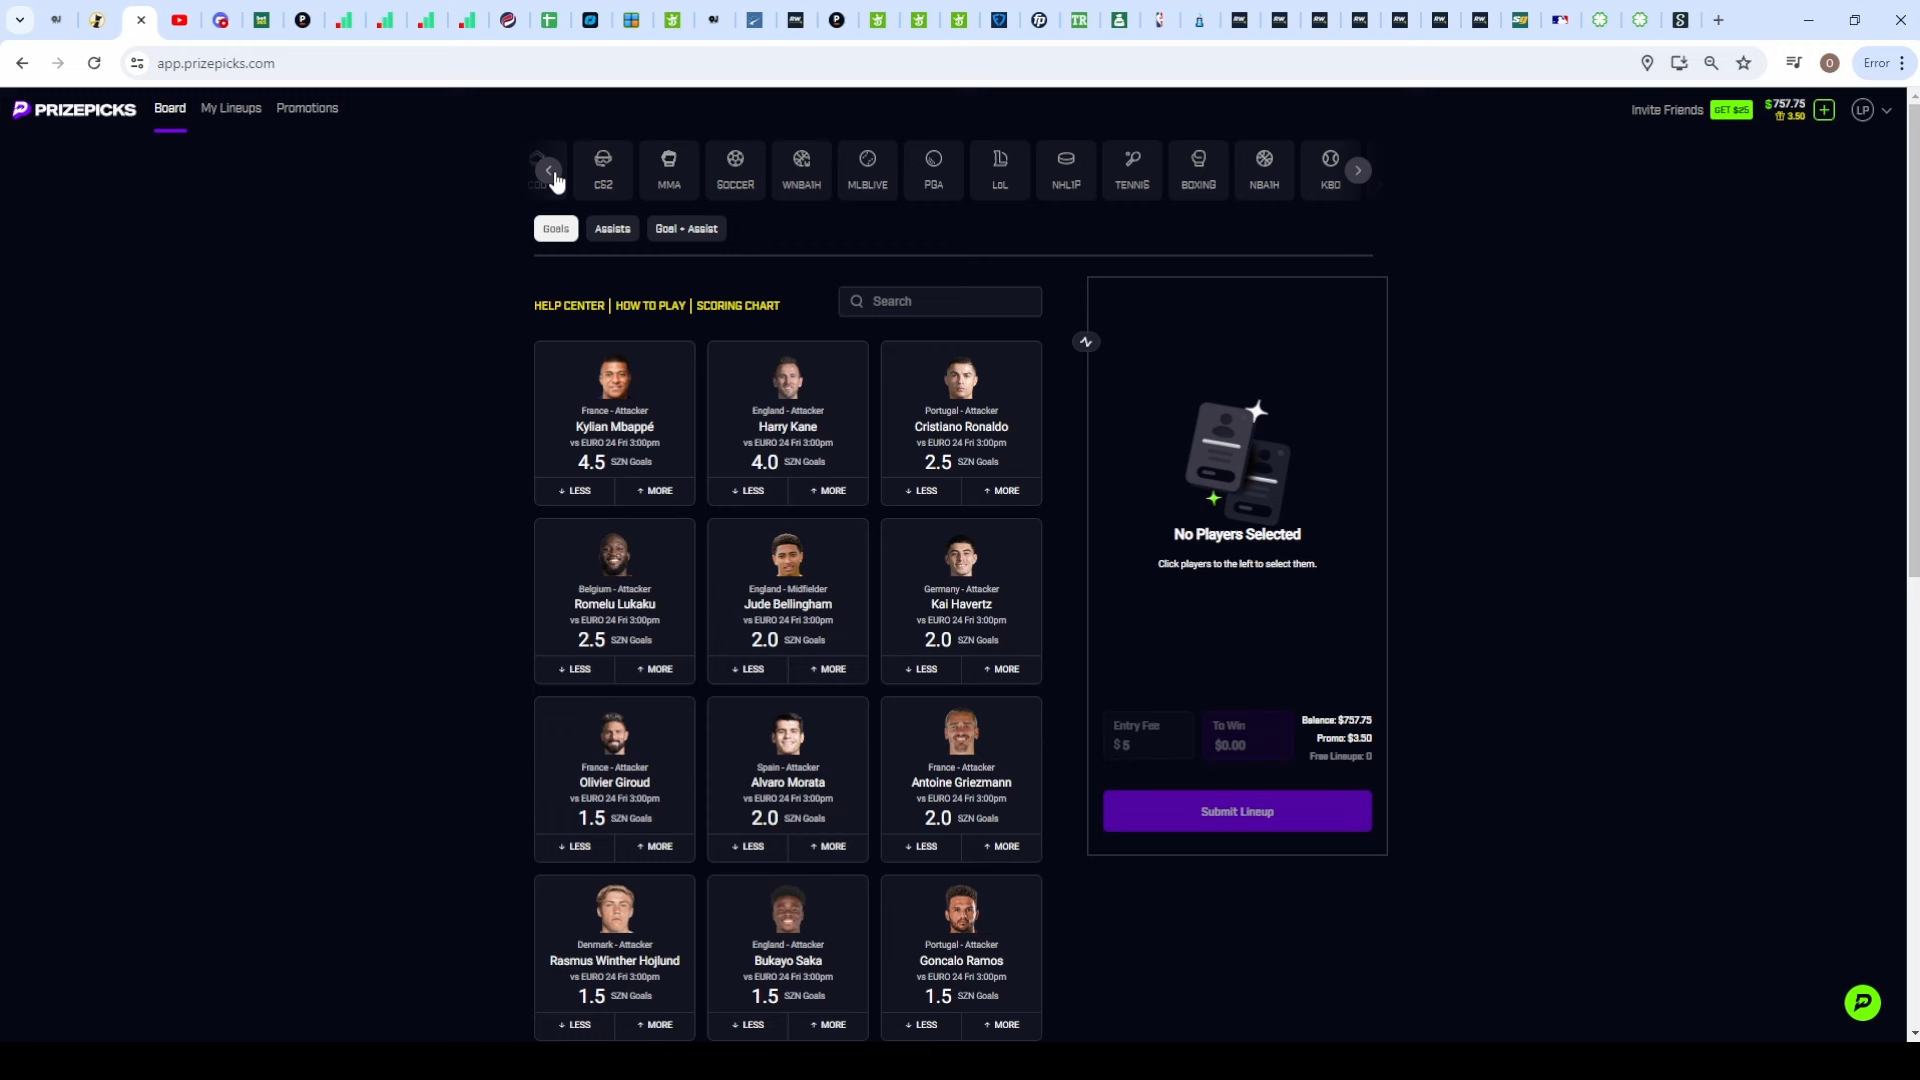 app.prizepicks.com
Error
PRIZEPICKS
Board
My Lineups
Promotions
Invite Friends
GET $25
$757.75
3.50
LP
CS2
MMA
SOCCER
WNBA1H
MLBLIVE
PGA
LoL
NHL1P
TENNIS
BOXING
NBA1H
KBO
Goals
Assists
Goal + Assist
HELP CENTER | HOW TO PLAY | SCORING CHART
Search
France - Attacker
Kylian Mbappé
vs EURO 24 Fri 3:00pm
4.5 SZN Goals
↓ LESS ↑ MORE
England - Attacker
Harry Kane
vs EURO 24 Fri 3:00pm
4.0 SZN Goals
↓ LESS ↑ MORE
Portugal - Attacker
Cristiano Ronaldo
vs EURO 24 Fri 3:00pm
2.5 SZN Goals
↓ LESS ↑ MORE
Belgium - Attacker
Romelu Lukaku
vs EURO 24 Fri 3:00pm
2.5 SZN Goals
↓ LESS ↑ MORE
England - Midfielder
Jude Bellingham
vs EURO 24 Fri 3:00pm
2.0 SZN Goals
↓ LESS ↑ MORE
Germany - Attacker
Kai Havertz
vs EURO 24 Fri 3:00pm
2.0 SZN Goals
↓ LESS ↑ MORE
France - Attacker
Olivier Giroud
vs EURO 24 Fri 3:00pm
1.5 SZN Goals
↓ LESS ↑ MORE
Spain - Attacker
Alvaro Morata
vs EURO 24 Fri 3:00pm
2.0 SZN Goals
↓ LESS ↑ MORE
France - Attacker
Antoine Griezmann
vs EURO 24 Fri 3:00pm
2.0 SZN Goals
↓ LESS ↑ MORE
Denmark - Attacker
Rasmus Winther Hojlund
vs EURO 24 Fri 3:00pm
1.5 SZN Goals
↓ LESS ↑ MORE
England - Attacker
Bukayo Saka
vs EURO 24 Fri 3:00pm
1.5 SZN Goals
↓ LESS ↑ MORE
Portugal - Attacker
Goncalo Ramos
vs EURO 24 Fri 3:00pm
1.5 SZN Goals
↓ LESS ↑ MORE
No Players Selected
Click players to the left to select them.
Entry Fee
$ 5
To Win
$0.00
Balance: $757.75
Promo: $3.50
Free Lineups: 0
Submit Lineup